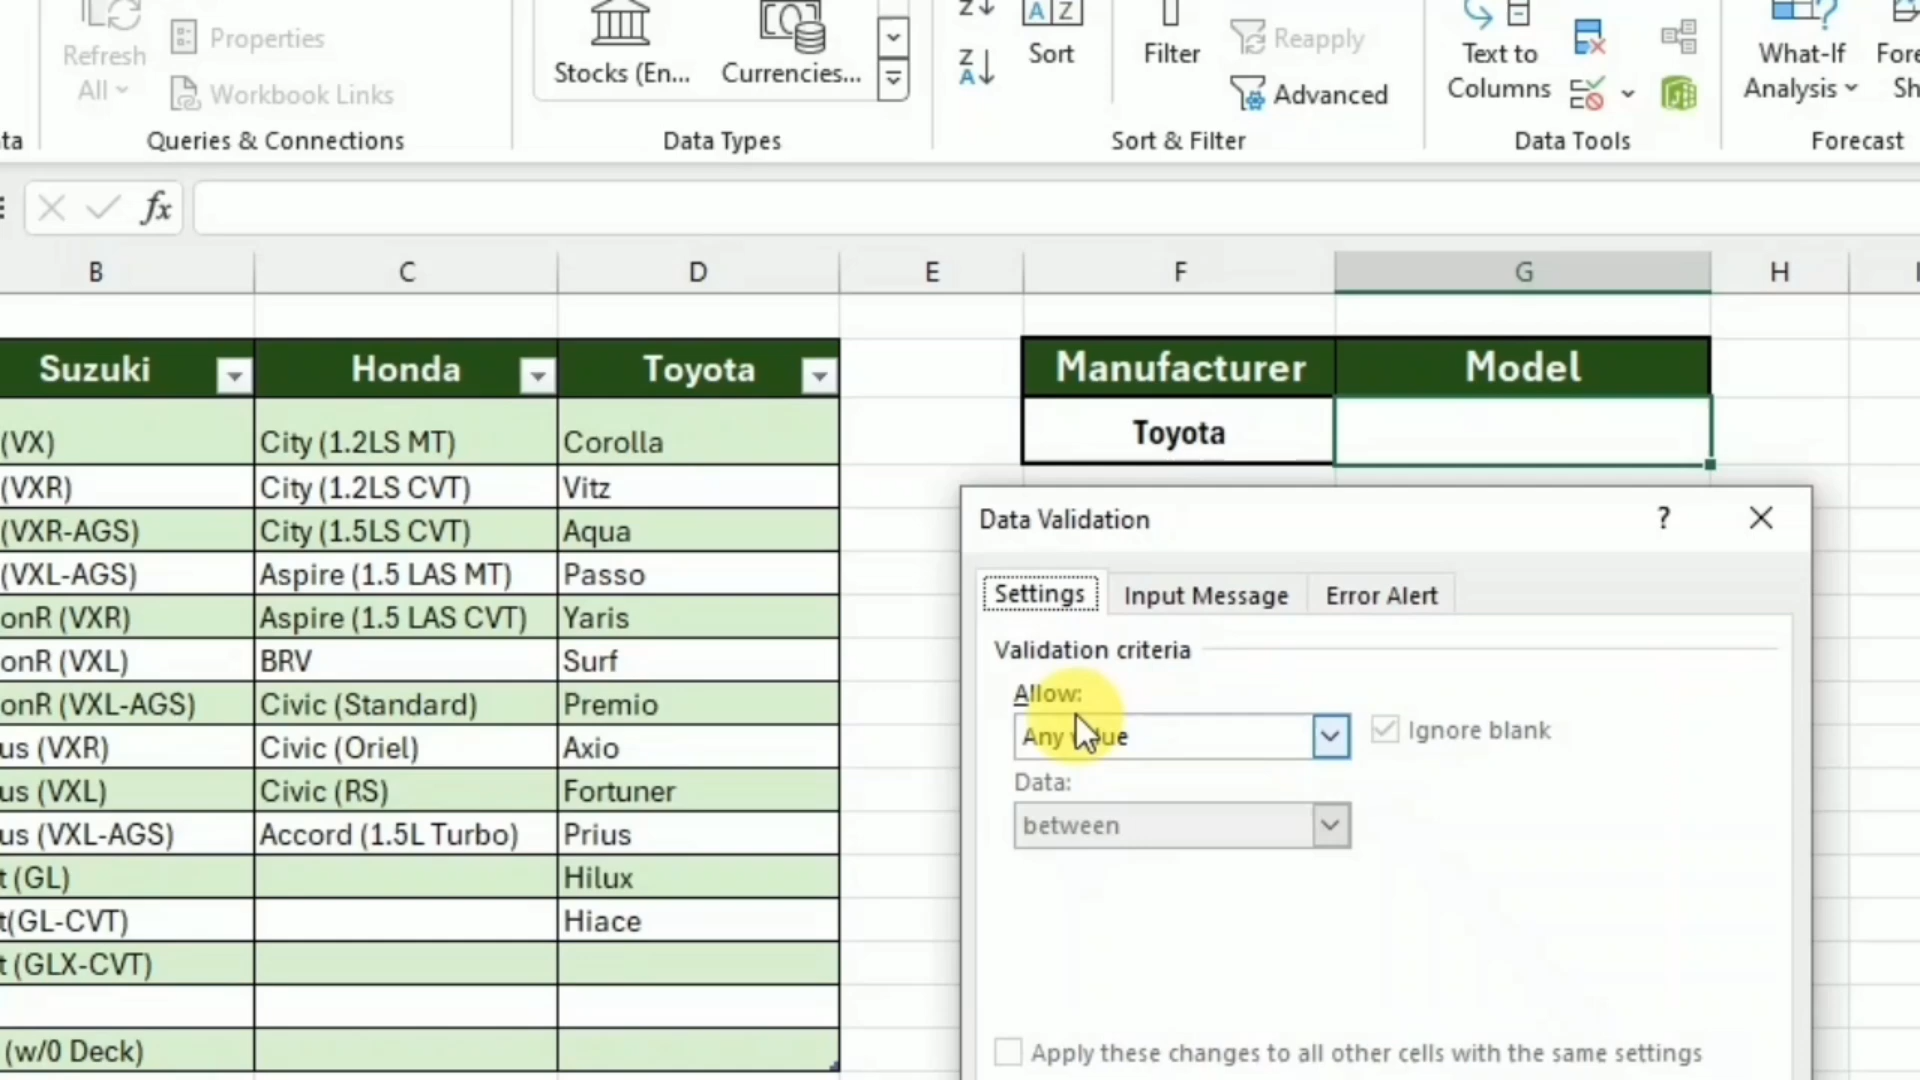 Refresh
All
Properties
Workbook Links
Queries & Connections
Stocks (En...
Currencies...
Data Types
Sort
Filter
Reapply
Advanced
Sort & Filter
Text to
Columns
Data Tools
What-If
Analysis
Fore
Sh
Forecast
ta
fx
B C D E F G H
Suzuki Honda Toyota
(VX) City (1.2LS MT) Corolla
(VXR) City (1.2LS CVT) Vitz
(VXR-AGS) City (1.5LS CVT) Aqua
(VXL-AGS) Aspire (1.5 LAS MT) Passo
onR (VXR) Aspire (1.5 LAS CVT) Yaris
onR (VXL) BRV Surf
onR (VXL-AGS) Civic (Standard) Premio
us (VXR) Civic (Oriel) Axio
us (VXL) Civic (RS) Fortuner
us (VXL-AGS) Accord (1.5L Turbo) Prius
t (GL) Hilux
t(GL-CVT) Hiace
t (GLX-CVT)
(w/0 Deck)
Manufacturer Model
Toyota
Data Validation ?
Settings Input Message Error Alert
Validation criteria
Allow:
Any value
Ignore blank
Data:
between
Apply these changes to all other cells with the same settings